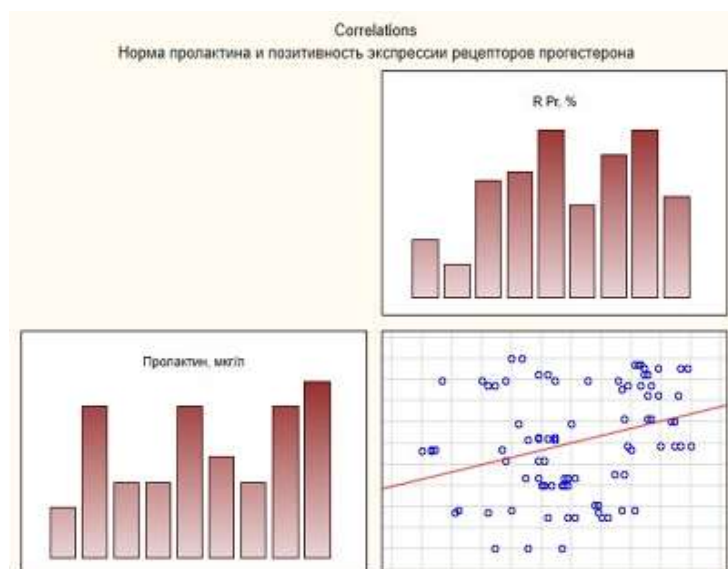 Correlations
Норма пролактина и позитивность экспрессии рецепторов прогестерона
R Pr, %
Пролактин, мкг/л